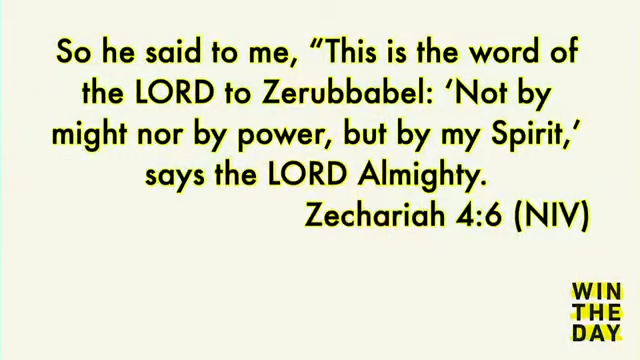 So he said to me, “This is the word of
the LORD to Zerubbabel: ‘Not by
might nor by power, but by my Spirit,’
says the LORD Almighty.
Zechariah 4:6 (NIV)
WIN
THE
DAY